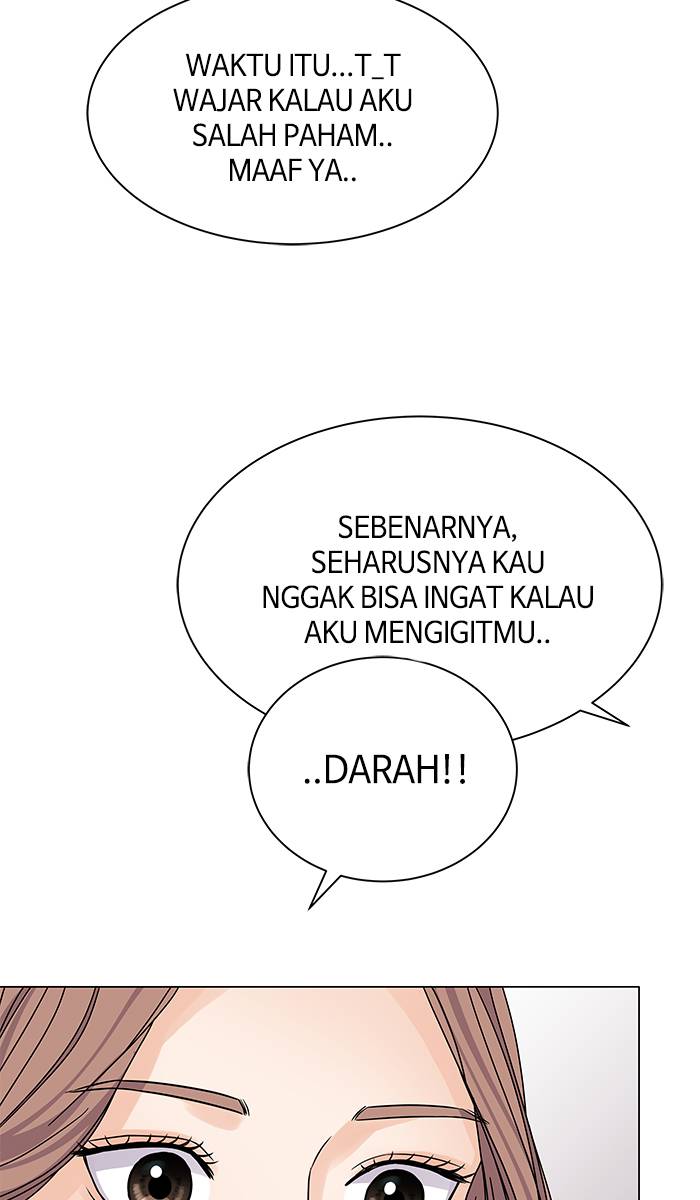 WAKTU ITU...T_T
WAJAR KALAU AKU
SALAH PAHAM..
MAAF YA..
SEBENARNYA,
SEHARUSNYA KAU
NGGAK BISA INGAT KALAU
AKU MENGIGITMU..
..DARAH!!